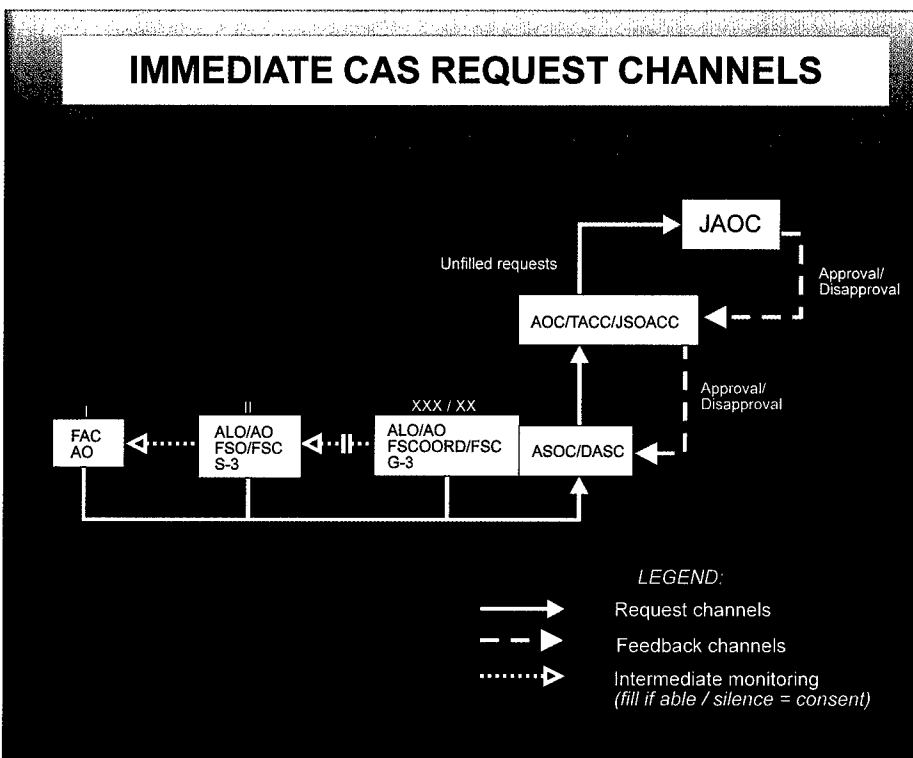 IMMEDIATE CAS REQUEST CHANNELS
JAOC
Unfilled requests
Approval/
Disapproval
AOC/TACC/JSOACC
Approval/
Disapproval
I
FAC
AO
II
ALO/AO
FSO/FSC
S-3
XXX / XX
ALO/AO
FSCOORD/FSC
G-3
ASOC/DASC
LEGEND:
Request channels
Feedback channels
Intermediate monitoring
(fill if able / silence = consent)